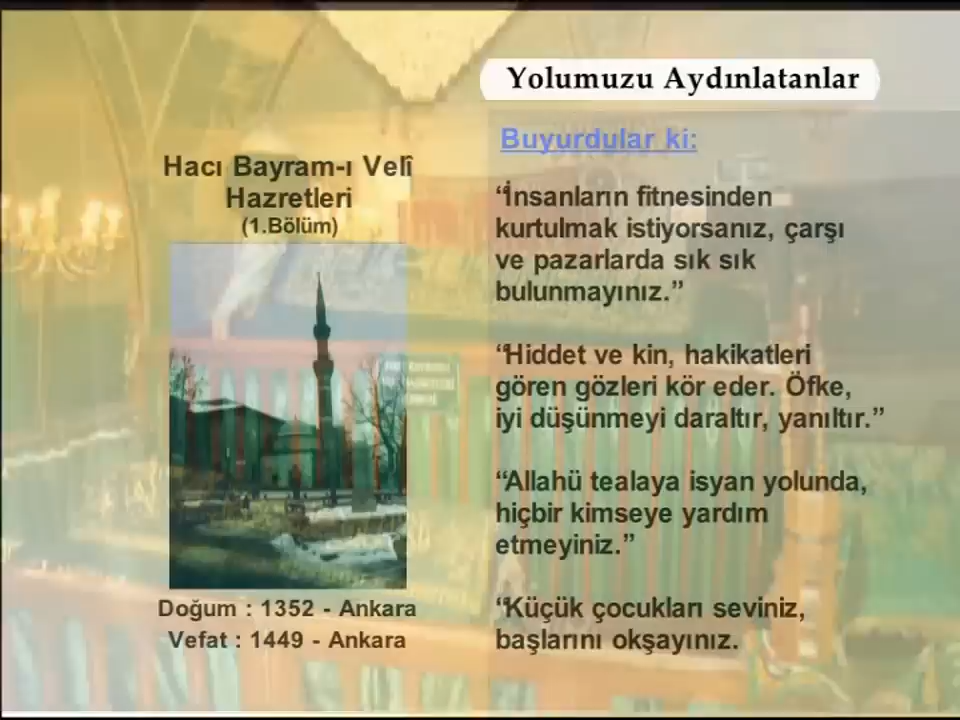 Yolumuzu Aydınlatanlar
Hacı Bayram-ı Velî
Hazretleri
(1.Bölüm)
Doğum : 1352 - Ankara
Vefat : 1449 - Ankara
Buyurdular ki:
“İnsanların fitnesinden
kurtulmak istiyorsanız, çarşı
ve pazarlarda sık sık
bulunmayınız.”
“Hiddet ve kin, hakikatleri
gören gözleri kör eder. Öfke,
iyi düşünmeyi daraltır, yanıltır.”
“Allahü tealaya isyan yolunda,
hiçbir kimseye yardım
etmeyiniz.”
“Küçük çocukları seviniz,
başlarını okşayınız.